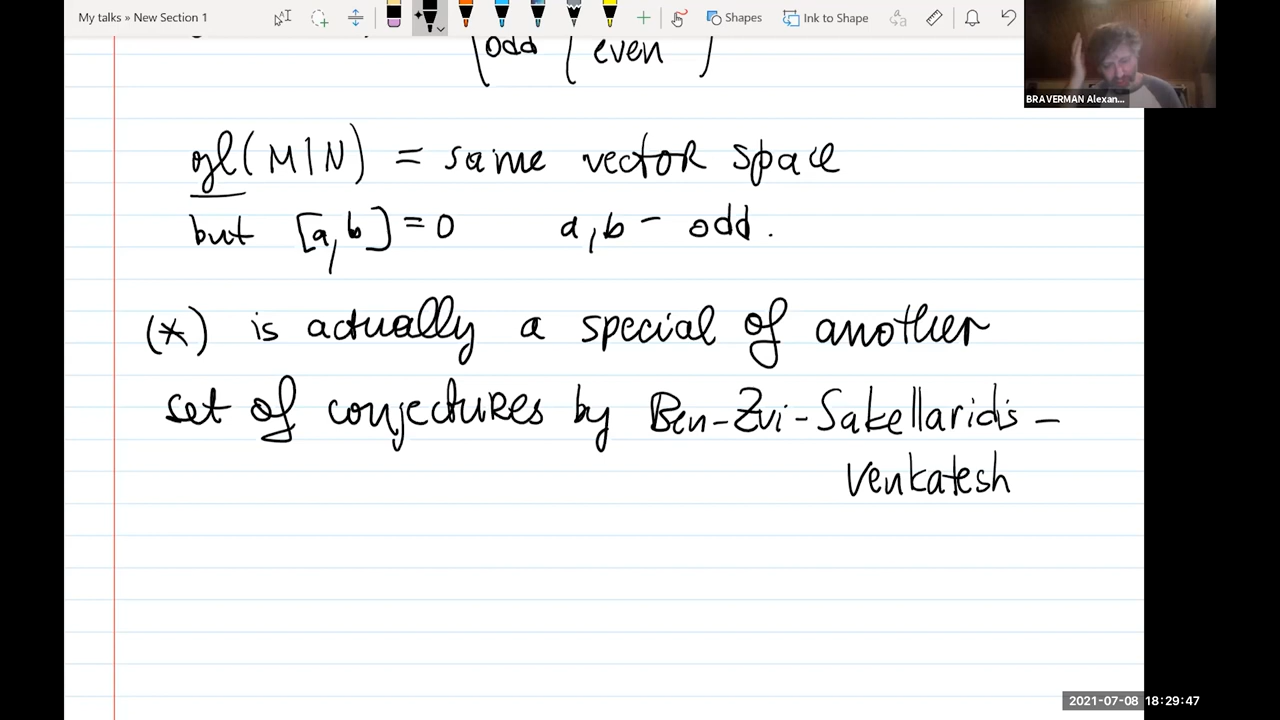 My talks » New Section 1
Shapes
Ink to Shape
BRAVERMAN Alexan...
odd | even
gl(M|N) = same vector space
but [a,b] = 0 a,b – odd.
(*) is actually a special of another
set of conjectures by Ben-Zvi-Sakellaridis –
Venkatesh
2021-07-08 18:29:47